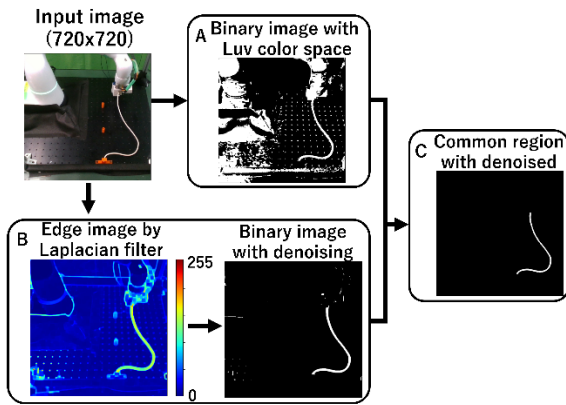 Input image
(720x720)
A
Binary image with
Luv color space
B
Edge image by
Laplacian filter
255
0
Binary image
with denoising
C
Common region
with denoised